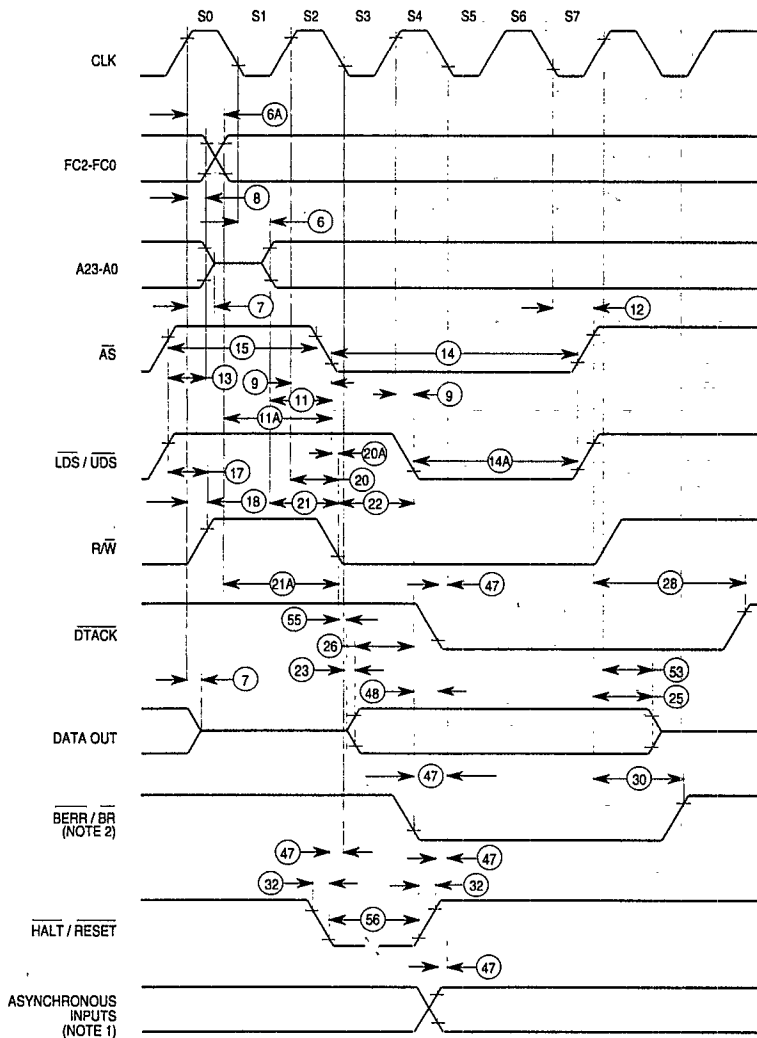 S0 S1 S2 S3 S4 S5 S6 S7
CLK
6A
FC2-FC0
8
6
A23-A0
7
12
AS
15
14
13
9
9
11
11A
LDS / UDS
20A
14A
17
20
18
21
22
R/W
21A
47
28
DTACK
55
26
23
53
7
48
25
DATA OUT
47
30
BERR / BR
(NOTE 2)
47
47
32
32
HALT / RESET
56
47
ASYNCHRONOUS
INPUTS
(NOTE 1)